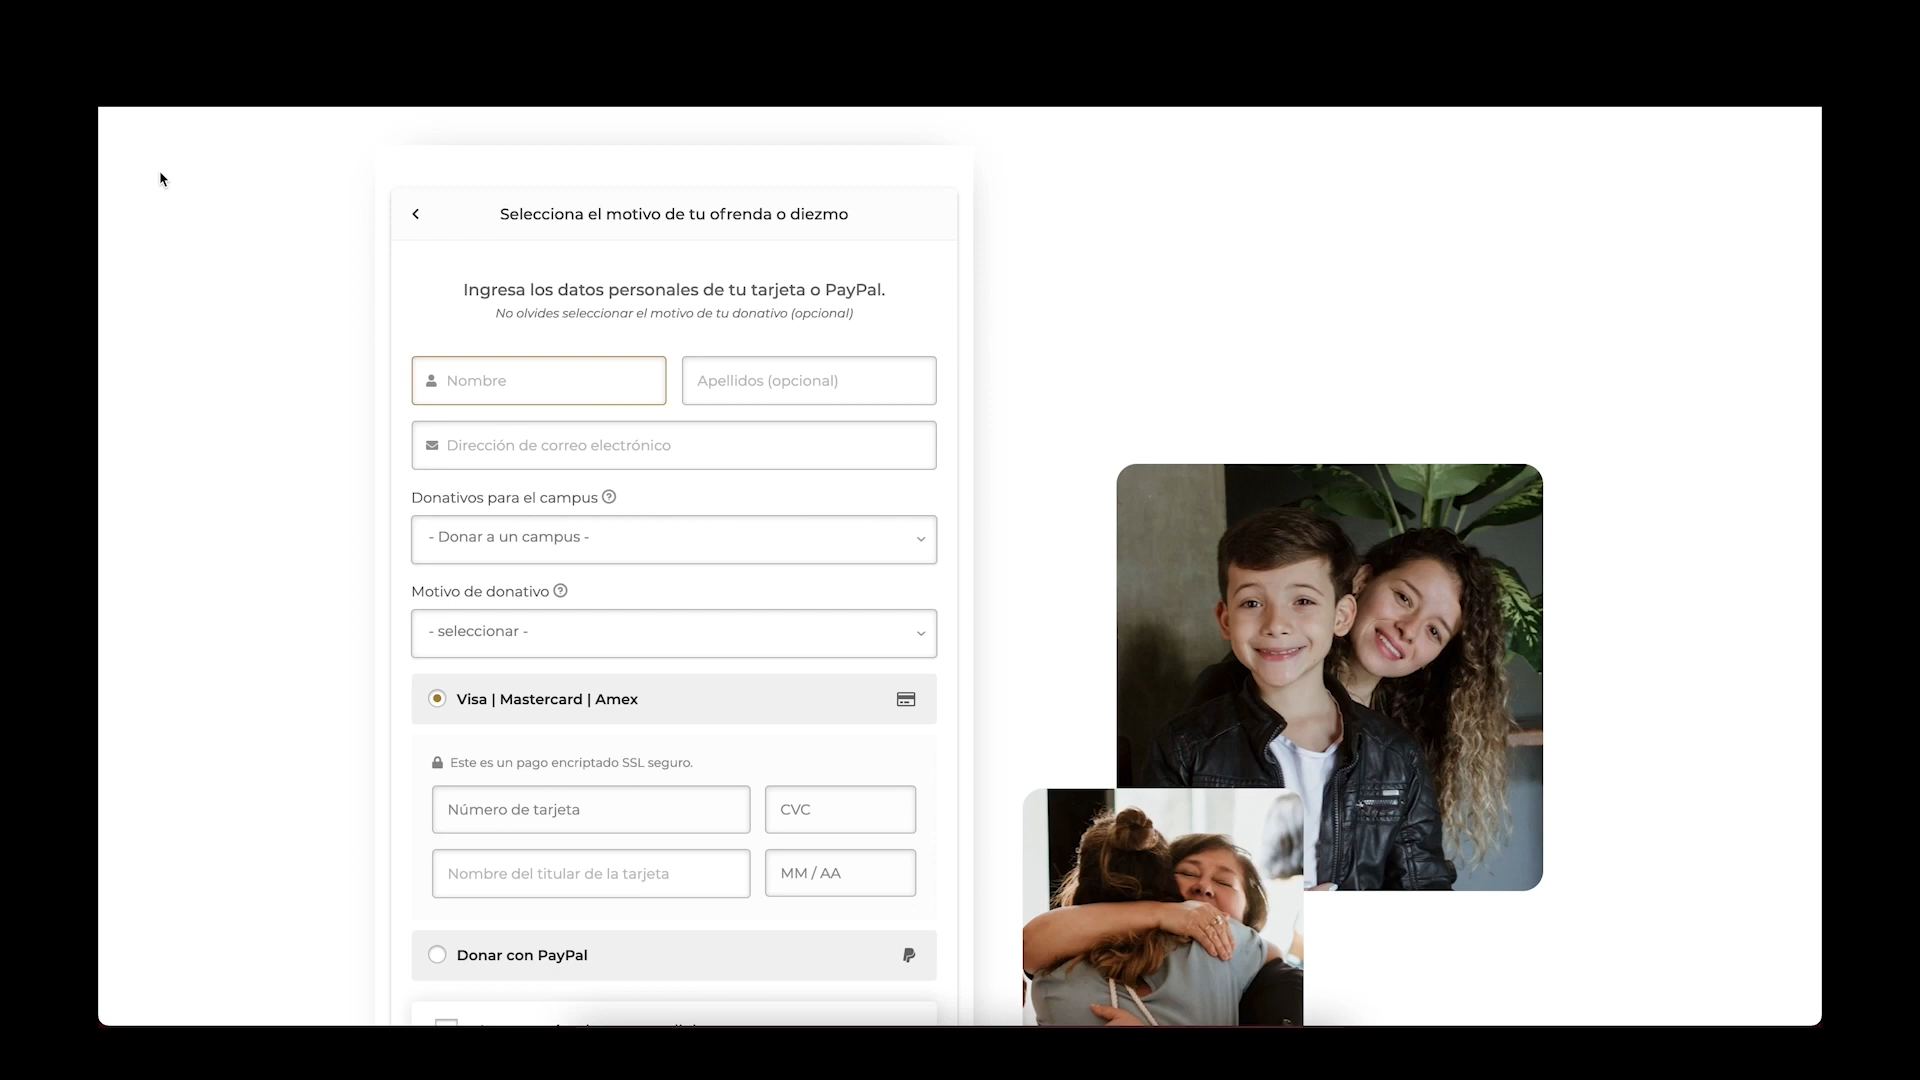 Selecciona el motivo de tu ofrenda o diezmo
Ingresa los datos personales de tu tarjeta o PayPal.
No olvides seleccionar el motivo de tu donativo (opcional)
Nombre
Apellidos (opcional)
Dirección de correo electrónico
Donativos para el campus
- Donar a un campus -
Motivo de donativo
- seleccionar -
Visa | Mastercard | Amex
Este es un pago encriptado SSL seguro.
Número de tarjeta
CVC
Nombre del titular de la tarjeta
MM / AA
Donar con PayPal